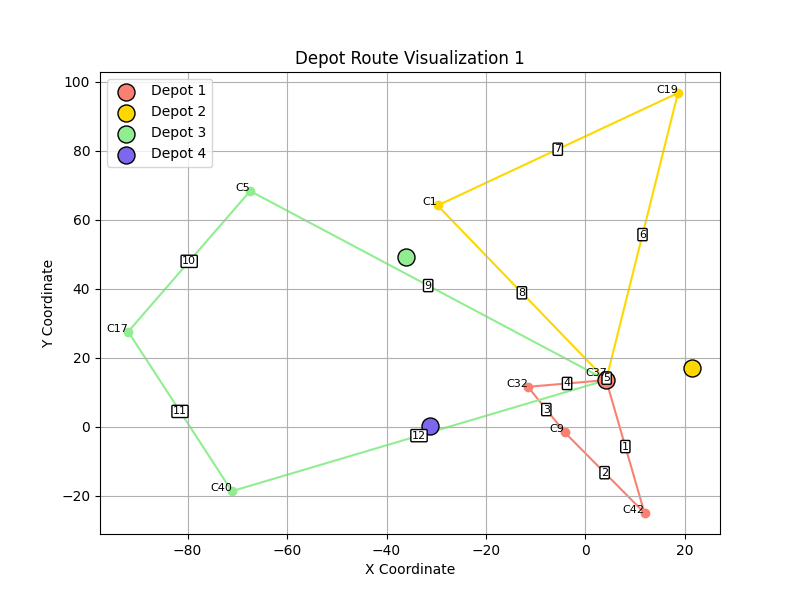 Depot Route Visualization 1
Depot 1
Depot 2
Depot 3
Depot 4
Y Coordinate
100
80
60
40
20
0
−20
C19
7
C5
C1
6
10
9
8
C17
C37
5
C32
4
11
3
12
C9
1
2
C40
C42
−80
−60
−40
−20
0
20
X Coordinate